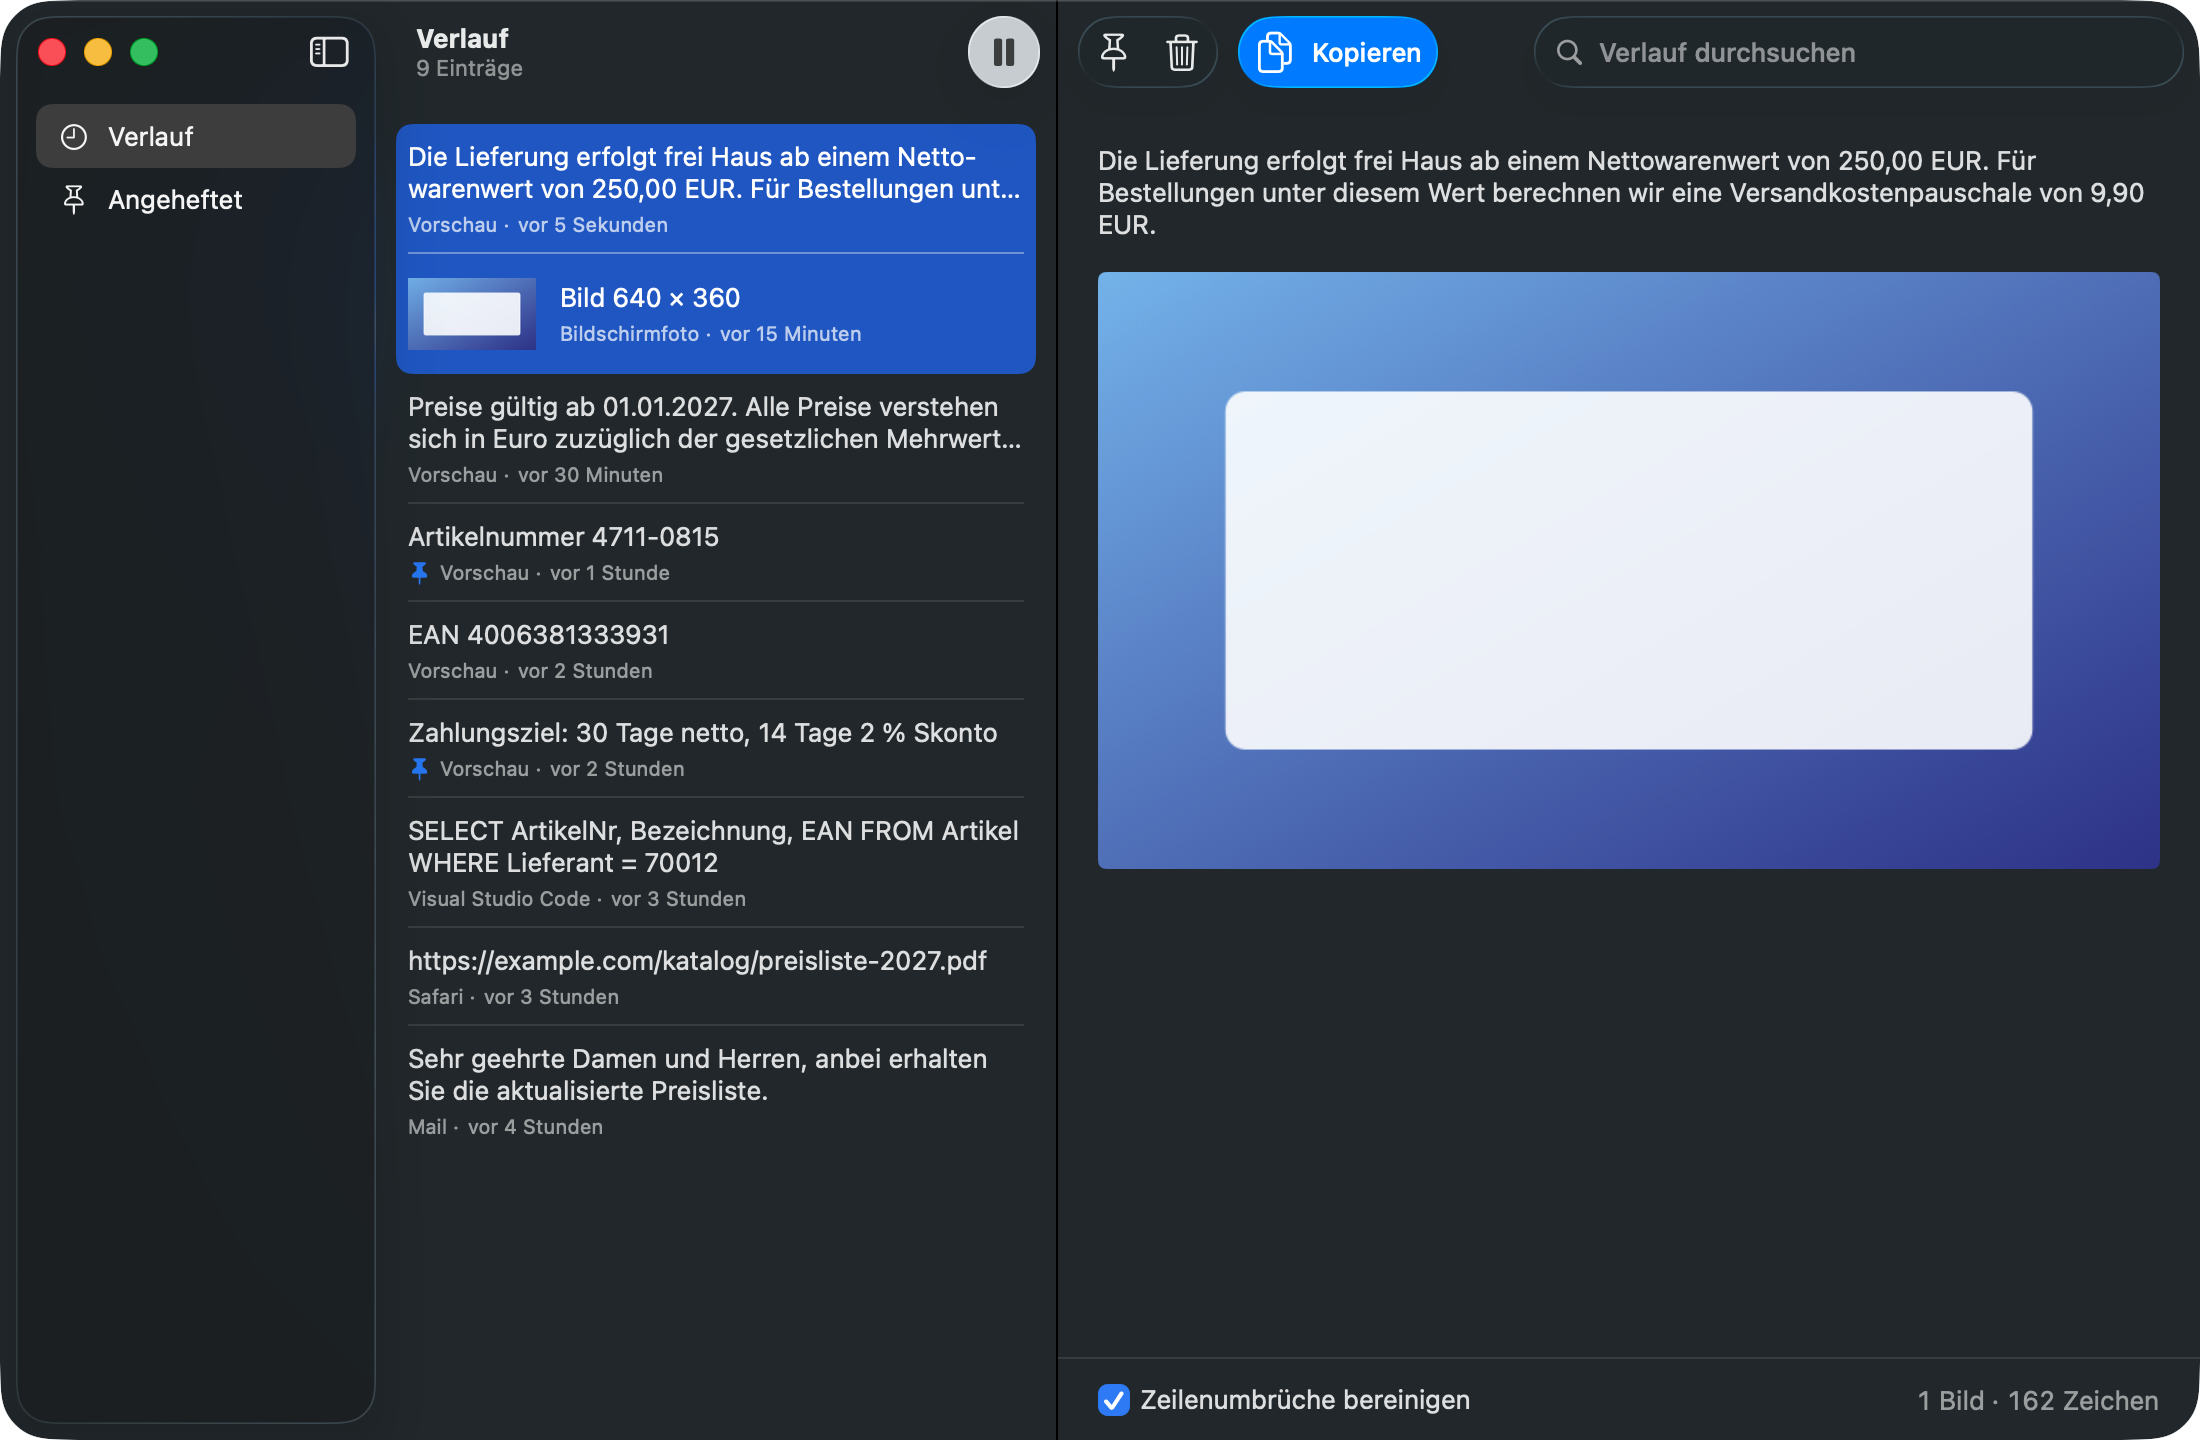 Verlauf
Angeheftet
Verlauf
9 Einträge
Die Lieferung erfolgt frei Haus ab einem Netto-
warenwert von 250,00 EUR. Für Bestellungen unt...
Vorschau · vor 5 Sekunden
Bild 640 × 360
Bildschirmfoto · vor 15 Minuten
Preise gültig ab 01.01.2027. Alle Preise verstehen
sich in Euro zuzüglich der gesetzlichen Mehrwert...
Vorschau · vor 30 Minuten
Artikelnummer 4711-0815
Vorschau · vor 1 Stunde
EAN 4006381333931
Vorschau · vor 2 Stunden
Zahlungsziel: 30 Tage netto, 14 Tage 2 % Skonto
Vorschau · vor 2 Stunden
SELECT ArtikelNr, Bezeichnung, EAN FROM Artikel
WHERE Lieferant = 70012
Visual Studio Code · vor 3 Stunden
https://example.com/katalog/preisliste-2027.pdf
Safari · vor 3 Stunden
Sehr geehrte Damen und Herren, anbei erhalten
Sie die aktualisierte Preisliste.
Mail · vor 4 Stunden
Kopieren
Verlauf durchsuchen
Die Lieferung erfolgt frei Haus ab einem Nettowarenwert von 250,00 EUR. Für
Bestellungen unter diesem Wert berechnen wir eine Versandkostenpauschale von 9,90
EUR.
Zeilenumbrüche bereinigen
1 Bild · 162 Zeichen